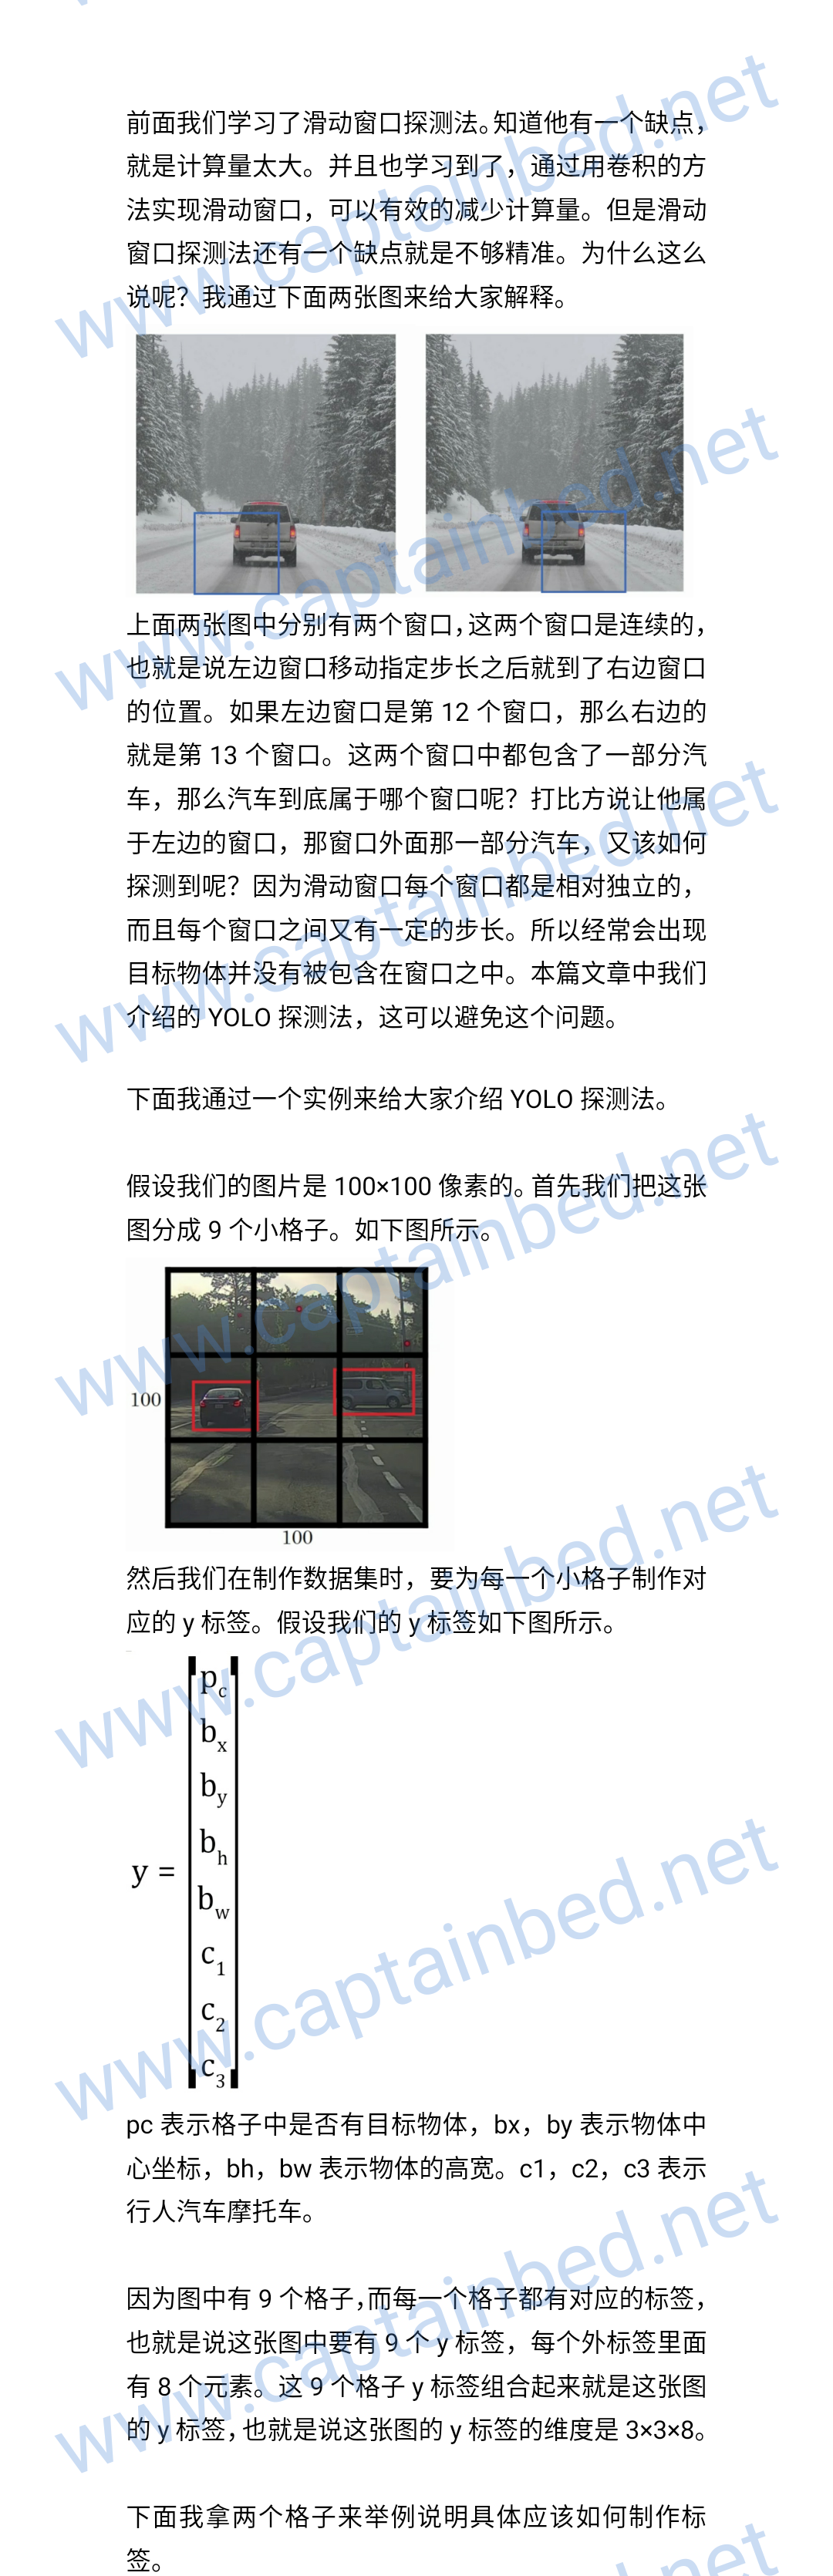 前面我们学习了滑动窗口探测法。知道他有一个缺点，
就是计算量太大。并且也学习到了，通过用卷积的方
法实现滑动窗口，可以有效的减少计算量。但是滑动
窗口探测法还有一个缺点就是不够精准。为什么这么
说呢？我通过下面两张图来给大家解释。
上面两张图中分别有两个窗口，这两个窗口是连续的，
也就是说左边窗口移动指定步长之后就到了右边窗口
的位置。如果左边窗口是第 12 个窗口，那么右边的
就是第 13 个窗口。这两个窗口中都包含了一部分汽
车，那么汽车到底属于哪个窗口呢？打比方说让他属
于左边的窗口，那窗口外面那一部分汽车，又该如何
探测到呢？因为滑动窗口每个窗口都是相对独立的，
而且每个窗口之间又有一定的步长。所以经常会出现
目标物体并没有被包含在窗口之中。本篇文章中我们
介绍的 YOLO 探测法，这可以避免这个问题。
下面我通过一个实例来给大家介绍 YOLO 探测法。
假设我们的图片是 100×100 像素的。首先我们把这张
图分成 9 个小格子。如下图所示。
100
100
然后我们在制作数据集时，要为每一个小格子制作对
应的 y 标签。假设我们的 y 标签如下图所示。
y =
p_c
b_x
b_y
b_h
b_w
c_1
c_2
c_3
pc 表示格子中是否有目标物体，bx，by 表示物体中
心坐标，bh，bw 表示物体的高宽。c1，c2，c3 表示
行人汽车摩托车。
因为图中有 9 个格子，而每一个格子都有对应的标签，
也就是说这张图中要有 9 个 y 标签，每个外标签里面
有 8 个元素。这 9 个格子 y 标签组合起来就是这张图
的 y 标签，也就是说这张图的 y 标签的维度是 3×3×8。
下面我拿两个格子来举例说明具体应该如何制作标
签。
www.captainbed.net
www.captainbed.net
www.captainbed.net
www.captainbed.net
www.captainbed.net
www.captainbed.net
www.captainbed.net
bed.net